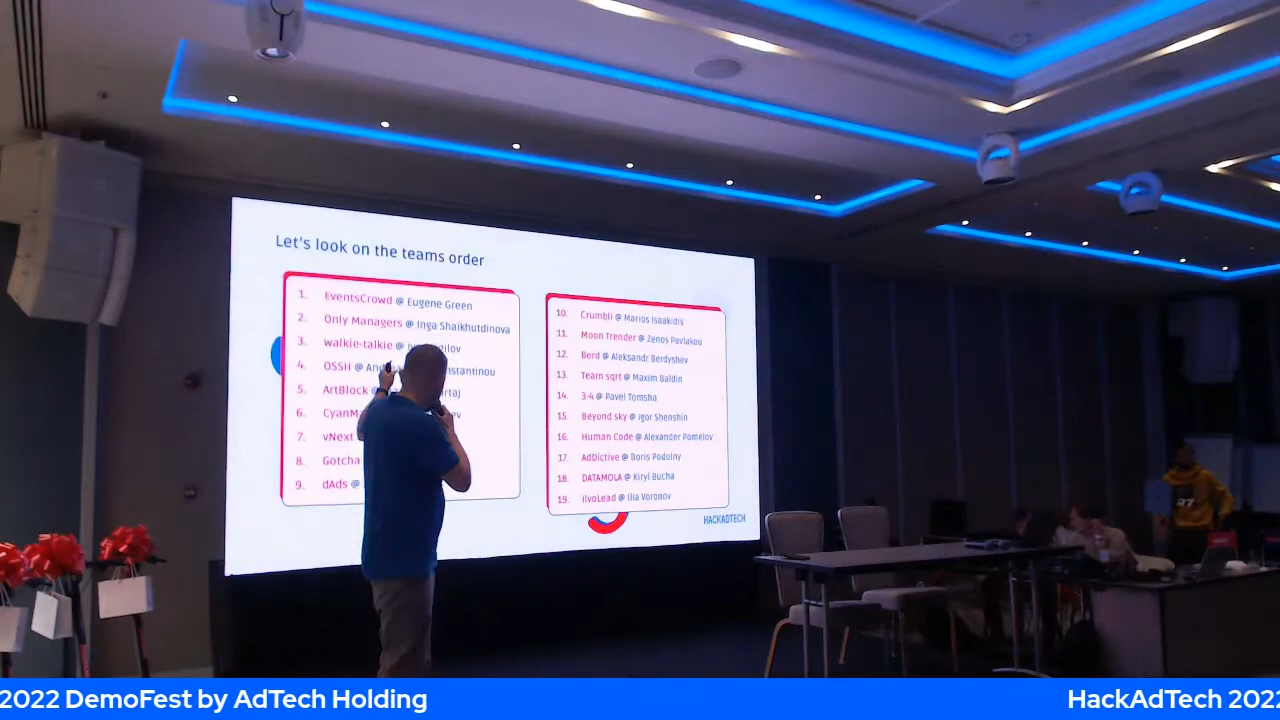 Let's look on the teams order
1. EventsCrowd @ Eugene Green
2. Only Managers @ Inga Shaikhutdinova
3. walkie-talkie @
4. OSSH @
5. ArtBlock
6.
7. vNext
8. Gotcha
9. dAds @
10. Crumbli @ Marios Isaakidis
11. Moon Trender @ Zenos Pavlakou
12. Berd @ Aleksandr Berdyshev
13. Team sqrt @ Maxim Baldin
14. 3-4 @ Pavel Tomsha
15. Beyond sky @ Igor Shenshin
16. Human Code @ Alexander Pomelov
17. AdDictive @ Boris Podolny
18. DATAMOLA @ Kiryl Bucha
19. ilvoLead @ Ilia Voronov
HACKADTECH
2022 DemoFest by AdTech Holding
HackAdTech 2022